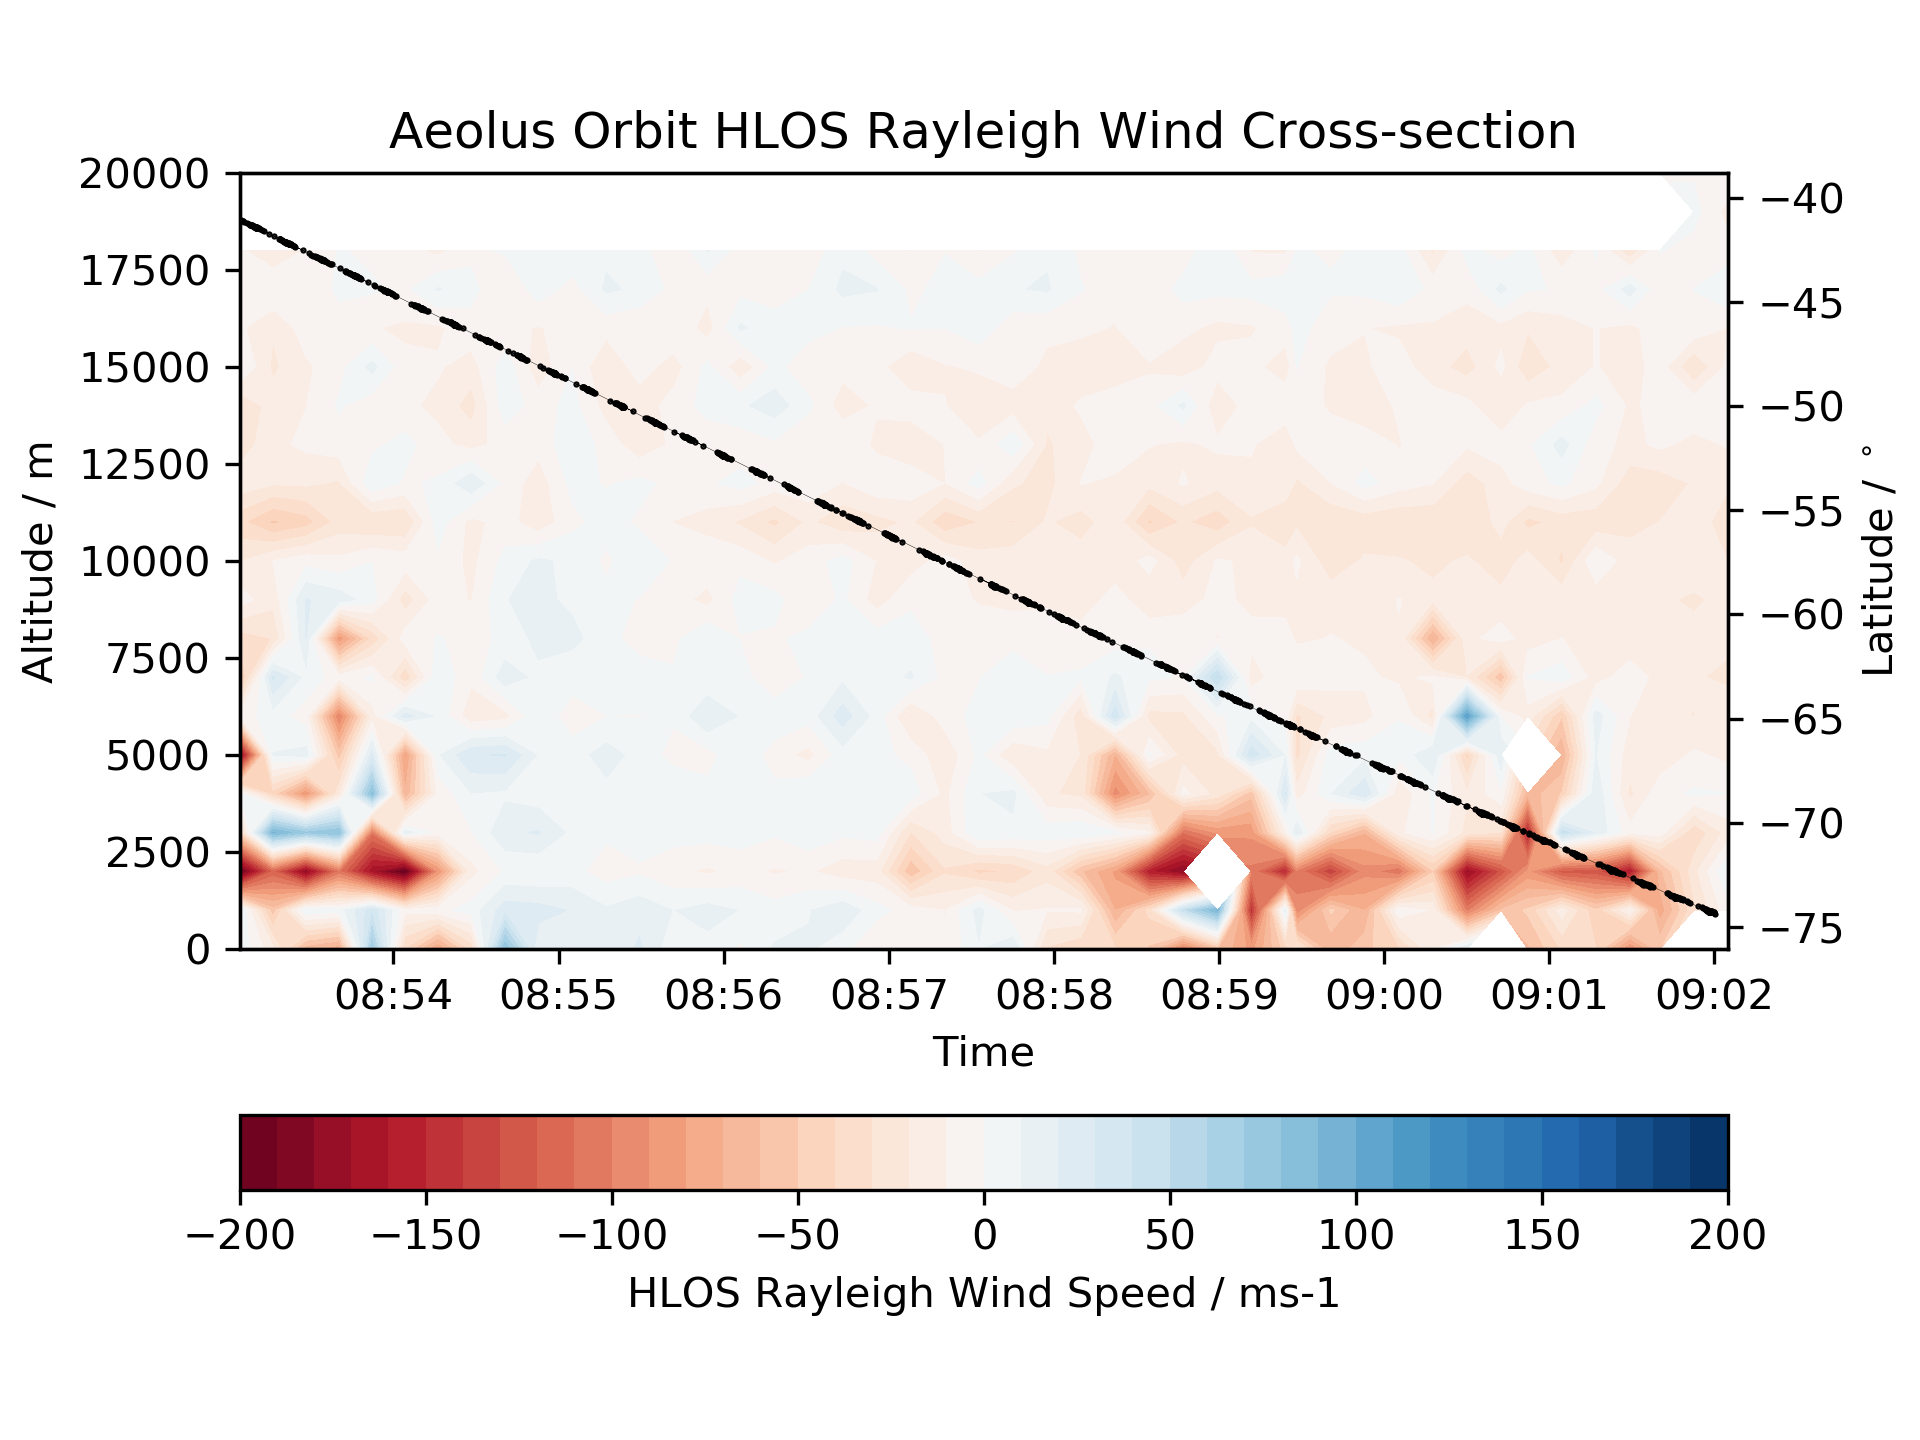 Aeolus Orbit HLOS Rayleigh Wind Cross-section
20000
17500
15000
12500
10000
7500
5000
2500
0
Altitude / m
−40
−45
−50
−55
−60
−65
−70
−75
Latitude / °
08:54 08:55 08:56 08:57 08:58 08:59 09:00 09:01 09:02
Time
−200 −150 −100 −50 0 50 100 150 200
HLOS Rayleigh Wind Speed / ms-1